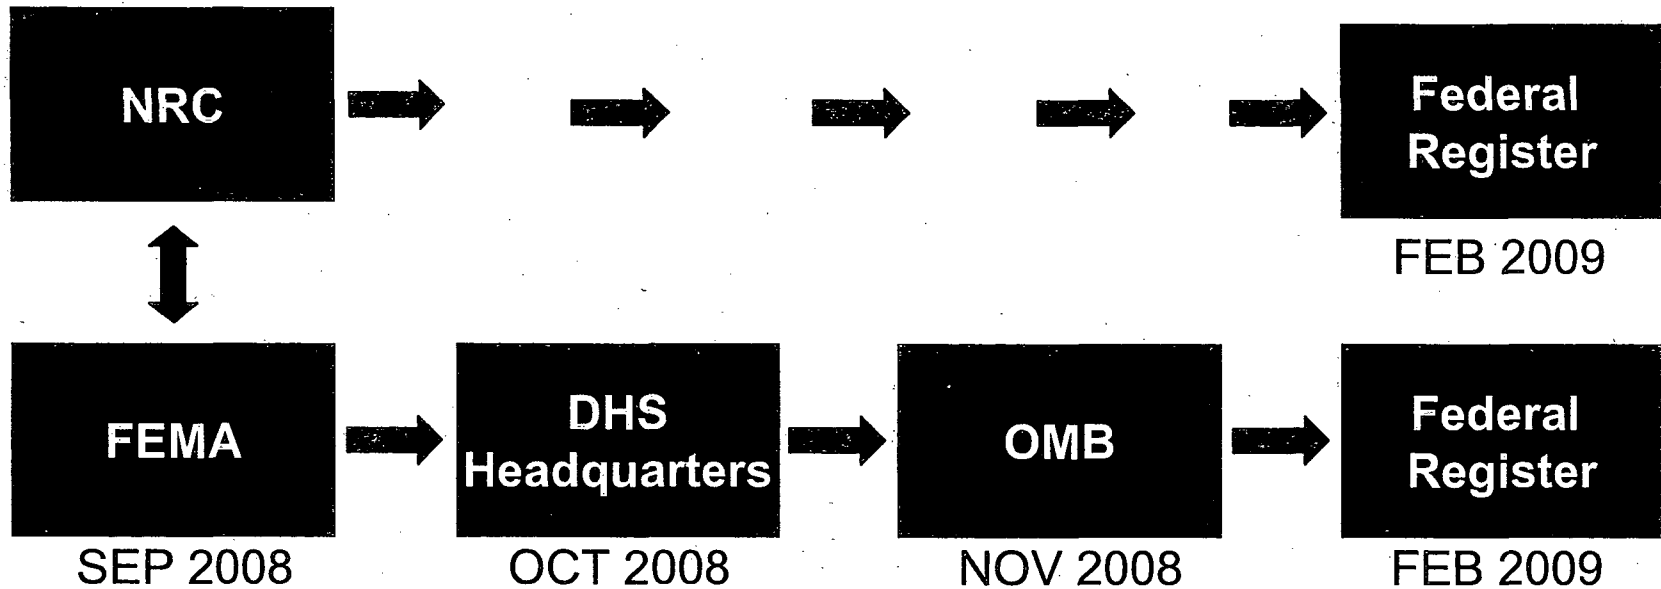 NRC
Federal
Register
FEB 2009
FEMA
DHS
Headquarters
OMB
Federal
Register
SEP 2008
OCT 2008
NOV 2008
FEB 2009